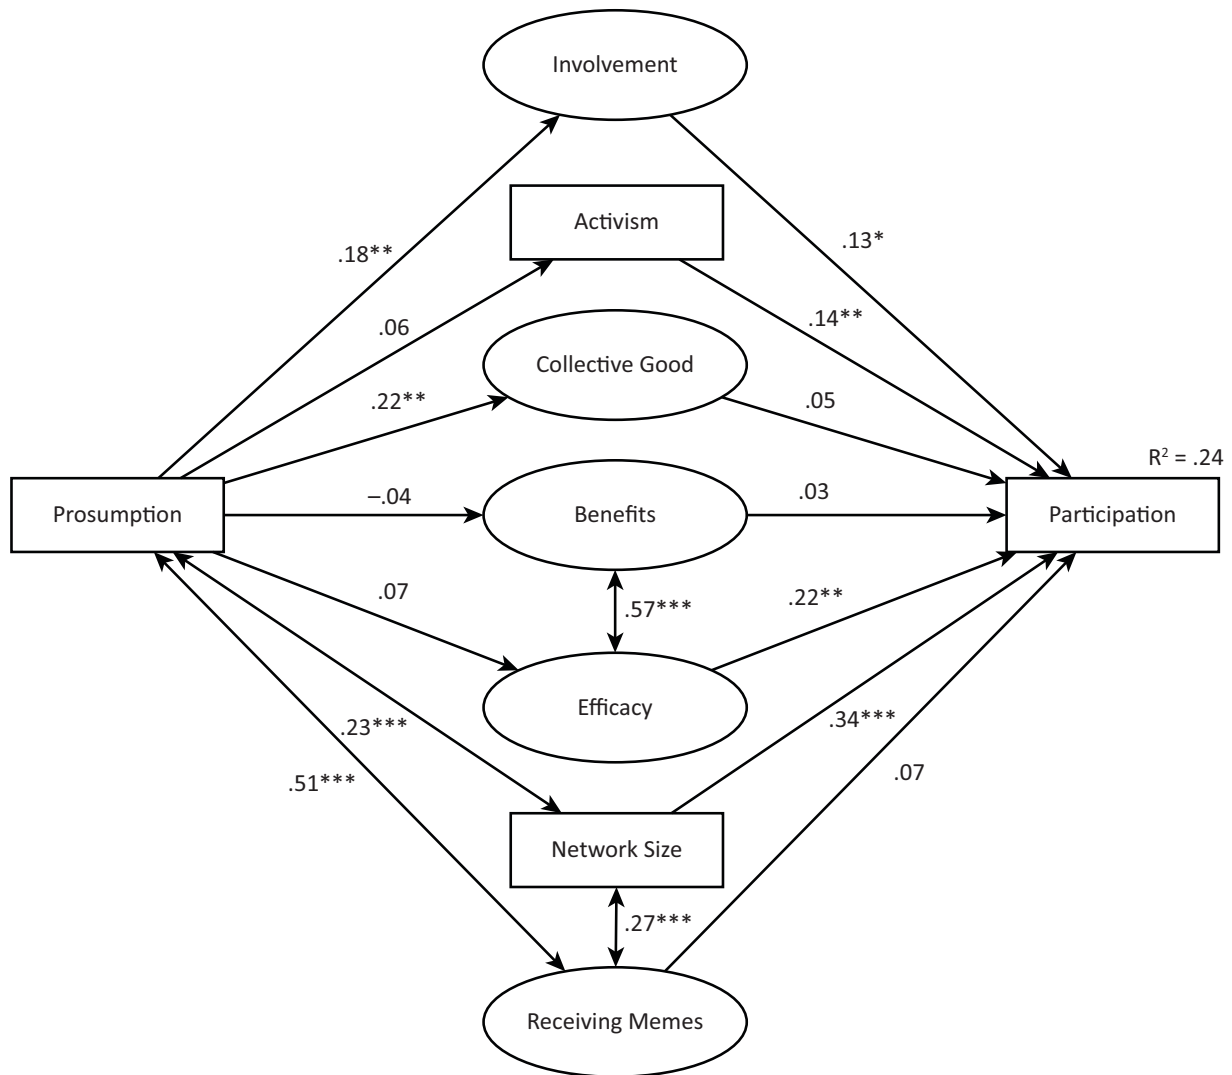 Involvement
Activism
.18**
.13*
.06
.14**
Collective Good
.22**
.05
R² = .24
Prosumption
–.04
Benefits
.03
Participation
.07
.57***
.22**
Efficacy
.23***
.34***
.51***
.07
Network Size
.27***
Receiving Memes